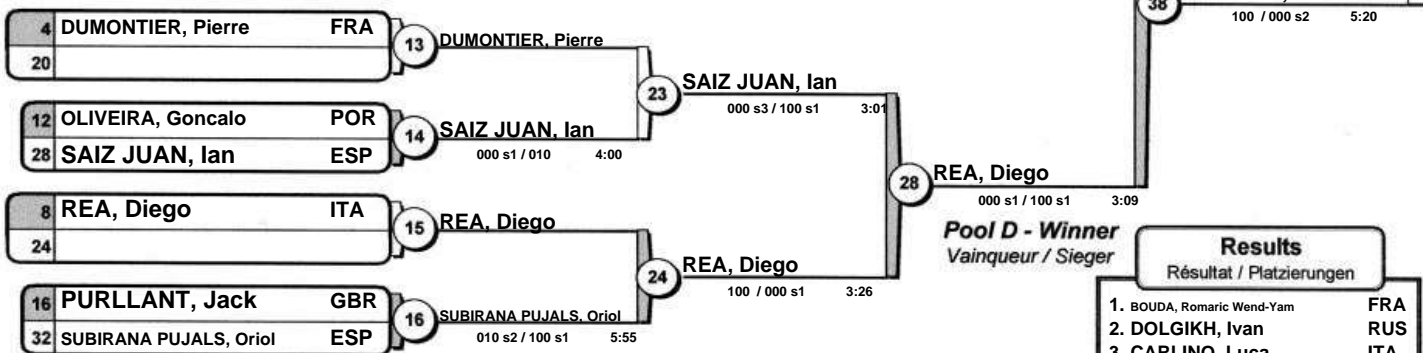 38
100 / 000 s2 5:20
4 DUMONTIER, Pierre FRA
20
13 DUMONTIER, Pierre
23 SAIZ JUAN, Ian
000 s3 / 100 s1 3:01
12 OLIVEIRA, Goncalo POR
28 SAIZ JUAN, Ian ESP
14 SAIZ JUAN, Ian
000 s1 / 010 4:00
28 REA, Diego
000 s1 / 100 s1 3:09
8 REA, Diego ITA
24
15 REA, Diego
Pool D - Winner
Vainqueur / Sieger
24 REA, Diego
100 / 000 s1 3:26
16 PURLLANT, Jack GBR
32 SUBIRANA PUJALS, Oriol ESP
16 SUBIRANA PUJALS, Oriol
010 s2 / 100 s1 5:55
Results
Résultat / Platzierungen
1. BOUDA, Romaric Wend-Yam FRA
2. DOLGIKH, Ivan RUS
3. CARLINO, Luca ITA